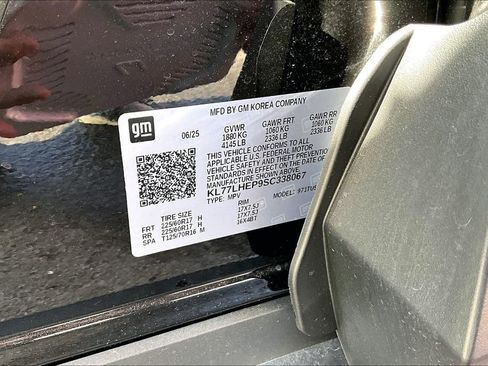 gm
MFD BY GM KOREA COMPANY
06/25 GVWR GAWR FRT GAWR RR
1880 KG 1060 KG 1060 KG
4145 LB 2336 LB 2336 LB
THIS VEHICLE CONFORMS TO ALL
APPLICABLE U.S. FEDERAL MOTOR
VEHICLE SAFETY AND THEFT PREVENTION
STANDARDS IN EFFECT ON THE DATE OF
MANUFACTURE SHOWN ABOVE.
KL77LHEP9SC338067
TYPE: MPV MODEL: 9
TIRE SIZE RIM
FRT 225/60R17 H 17X7.5J
RR 225/60R17 H 17X7.5J
SPA T125/70R16 M 16X4BT